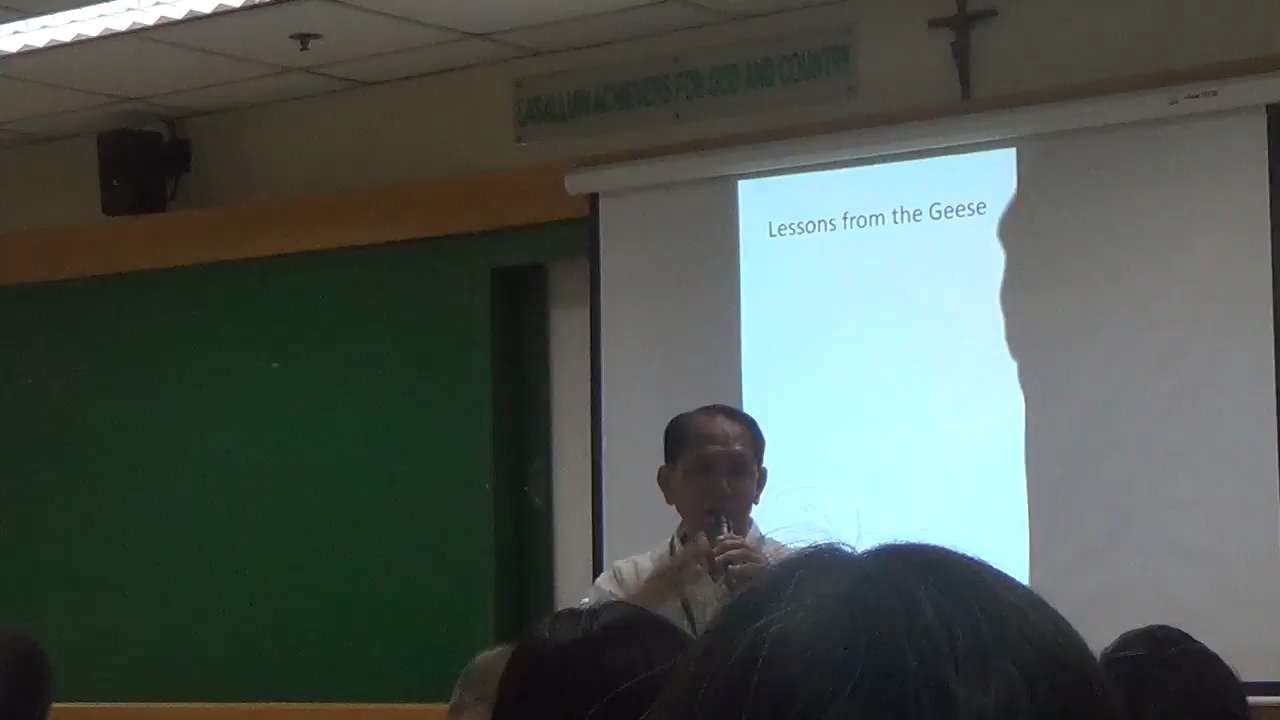 LASALLIAN ACHIEVERS FOR GOD AND COUNTRY
Lessons from the Geese